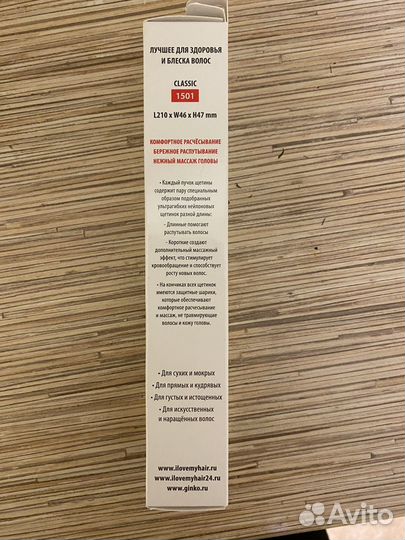 ЛУЧШЕЕ ДЛЯ ЗДОРОВЬЯ
И БЛЕСКА ВОЛОС
CLASSIC
1501
L210 x W46 x H47 mm
КОМФОРТНОЕ РАСЧЁСЫВАНИЕ
БЕРЕЖНОЕ РАСПУТЫВАНИЕ
НЕЖНЫЙ МАССАЖ ГОЛОВЫ
• Каждый пучок щетины
содержит пару специальным
образом подобранных
ультрагибких нейлоновых
щетинок разной длины:
- Длинные помогают
распутывать волосы
- Короткие создают
дополнительный массажный
эффект, что стимулирует
кровообращение и способствует
росту новых волос.
• На кончиках всех щетинок
имеются защитные шарики,
которые обеспечивают
комфортное расчесывание
и массаж, не травмирующие
волосы и кожу головы.
• Для сухих и мокрых
• Для прямых и кудрявых
• Для густых и истощенных
• Для искусственных
и наращённых волос
www.ilovemyhair.ru
www.ilovemyhair24.ru
www.ginko.ru
Avito